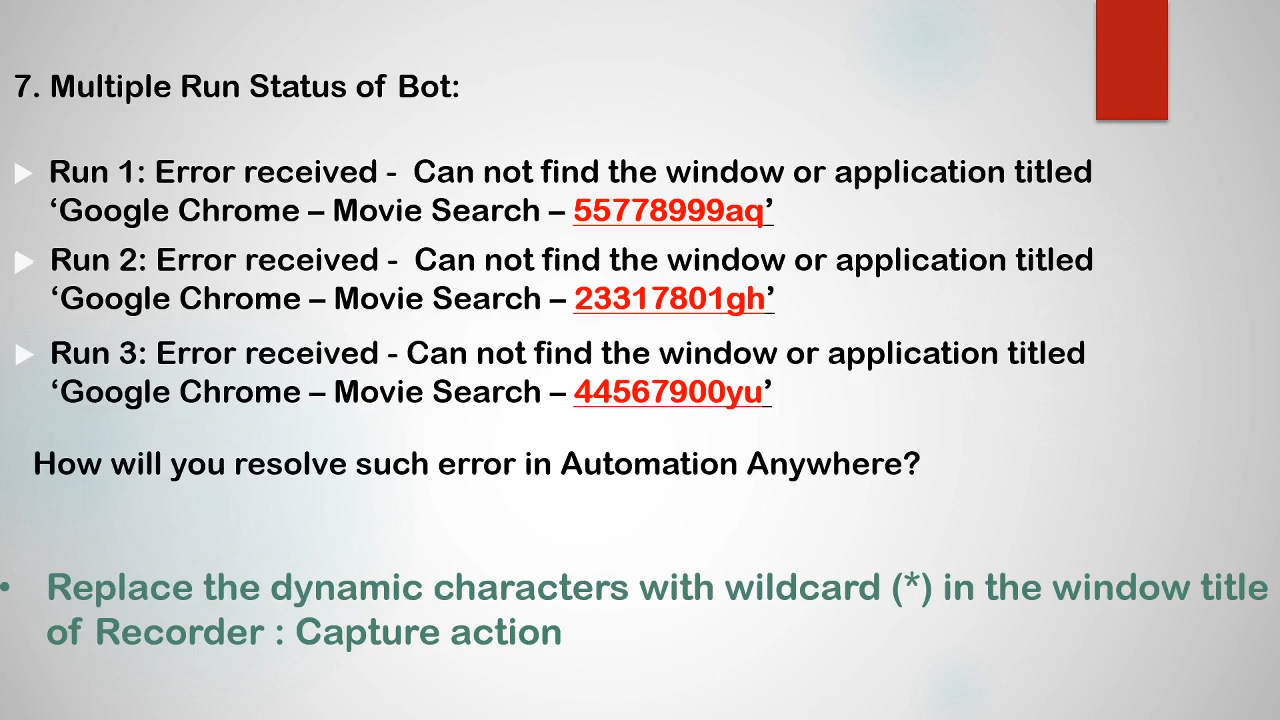 7. Multiple Run Status of Bot:
Run 1: Error received -  Can not find the window or application titled
‘Google Chrome – Movie Search – 55778999aq’
Run 2: Error received -  Can not find the window or application titled
‘Google Chrome – Movie Search – 23317801gh’
Run 3: Error received - Can not find the window or application titled
‘Google Chrome – Movie Search – 44567900yu’
How will you resolve such error in Automation Anywhere?
• Replace the dynamic characters with wildcard (*) in the window title
of Recorder : Capture action